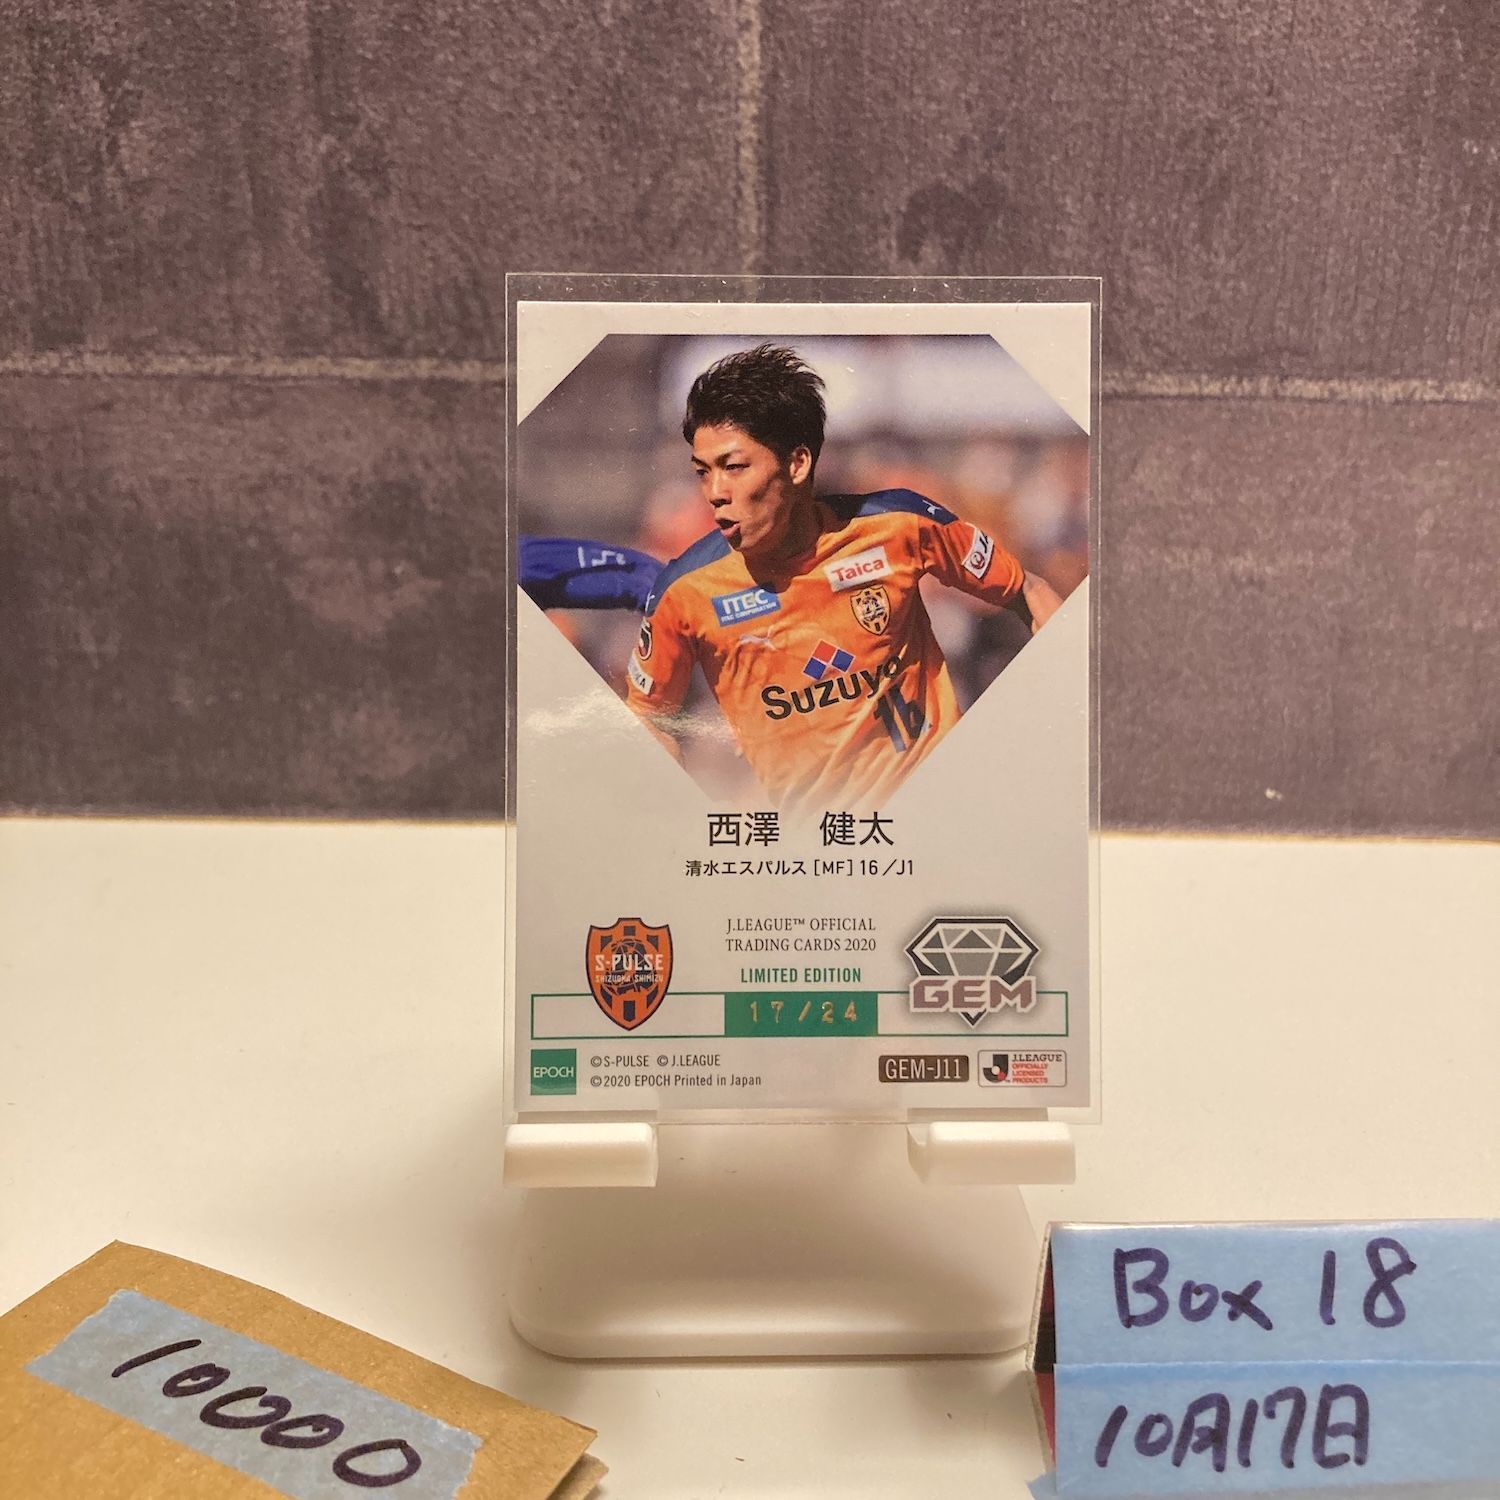 Taica
ITEC
ITEC CORPORATION
Suzuyo
16
西澤 健太
清水エスパルス [MF] 16/J1
J.LEAGUE™ OFFICIAL
TRADING CARDS 2020
LIMITED EDITION
17/24
S-PULSE
SHIZUOKA SHIMIZU
GEM
EPOCH
©S-PULSE ©J.LEAGUE
©2020 EPOCH Printed in Japan
GEM-J11
J.LEAGUE
OFFICIALLY
LICENSED
PRODUCTS
10000
Box 18
10月17日